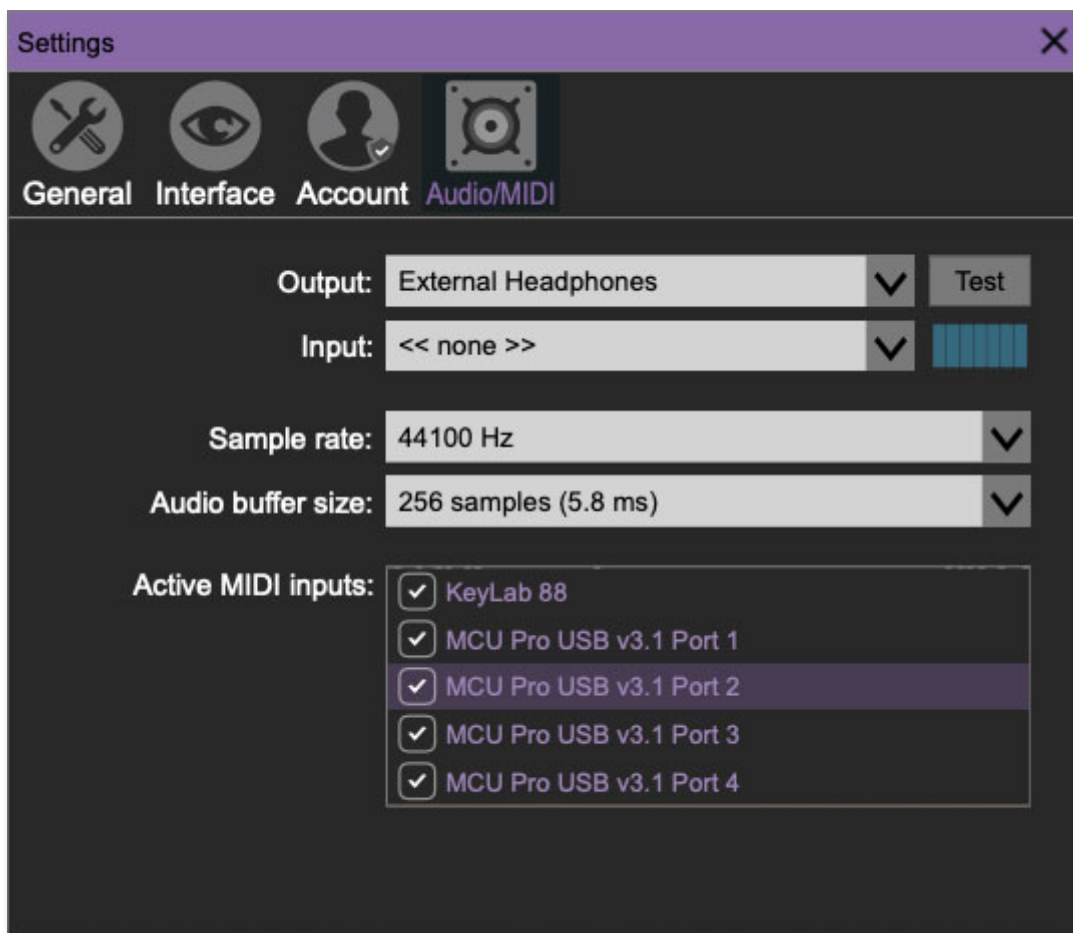 Settings
General Interface Account Audio/MIDI
Output: External Headphones Test
Input: << none >>
Sample rate: 44100 Hz
Audio buffer size: 256 samples (5.8 ms)
Active MIDI inputs:
KeyLab 88
MCU Pro USB v3.1 Port 1
MCU Pro USB v3.1 Port 2
MCU Pro USB v3.1 Port 3
MCU Pro USB v3.1 Port 4